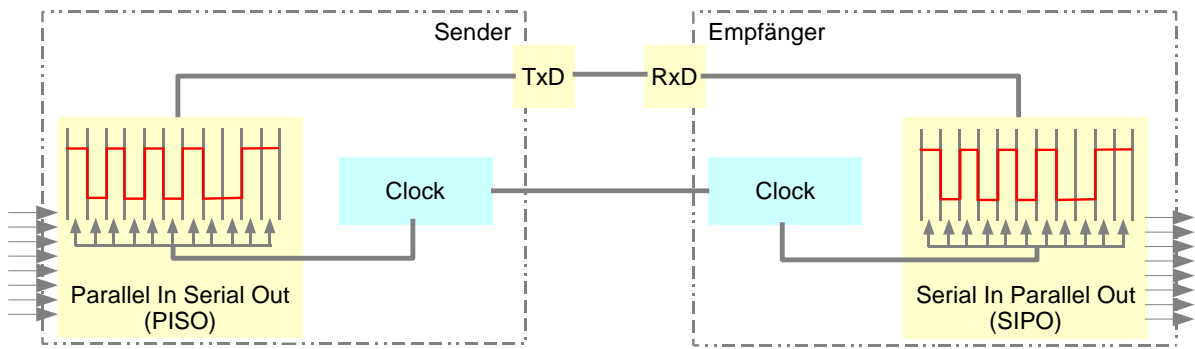 Sender
Empfänger
TxD
RxD
Clock
Clock
Parallel In Serial Out
(PISO)
Serial In Parallel Out
(SIPO)